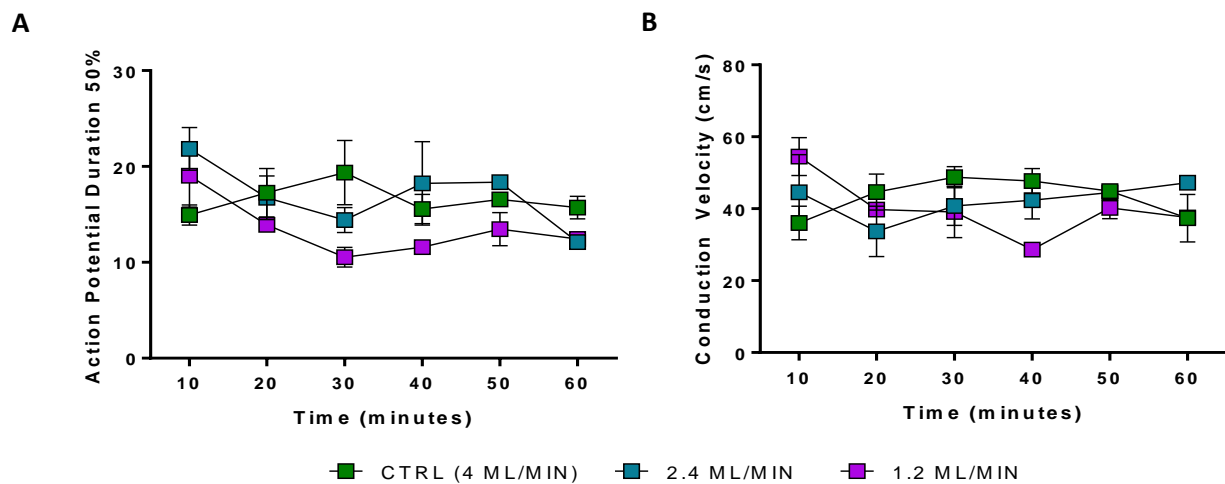 A
Action Potential Duration 50%
30
20
10
0
10 20 30 40 50 60
Time (minutes)
B
Conduction Velocity (cm/s)
80
60
40
20
0
10 20 30 40 50 60
Time (minutes)
CTRL (4 ML/MIN) 2.4 ML/MIN 1.2 ML/MIN